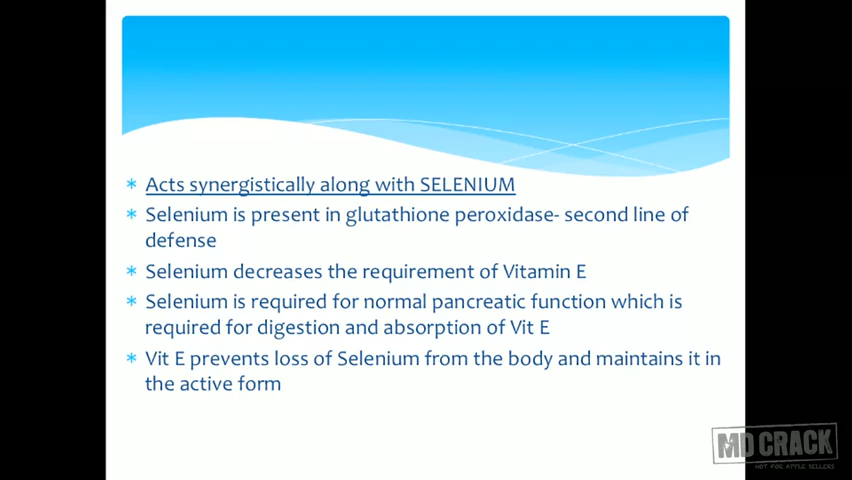 * Acts synergistically along with SELENIUM
* Selenium is present in glutathione peroxidase- second line of
defense
* Selenium decreases the requirement of Vitamin E
* Selenium is required for normal pancreatic function which is
required for digestion and absorption of Vit E
* Vit E prevents loss of Selenium from the body and maintains it in
the active form
MD CRACK
NOT FOR APPLE SELLERS